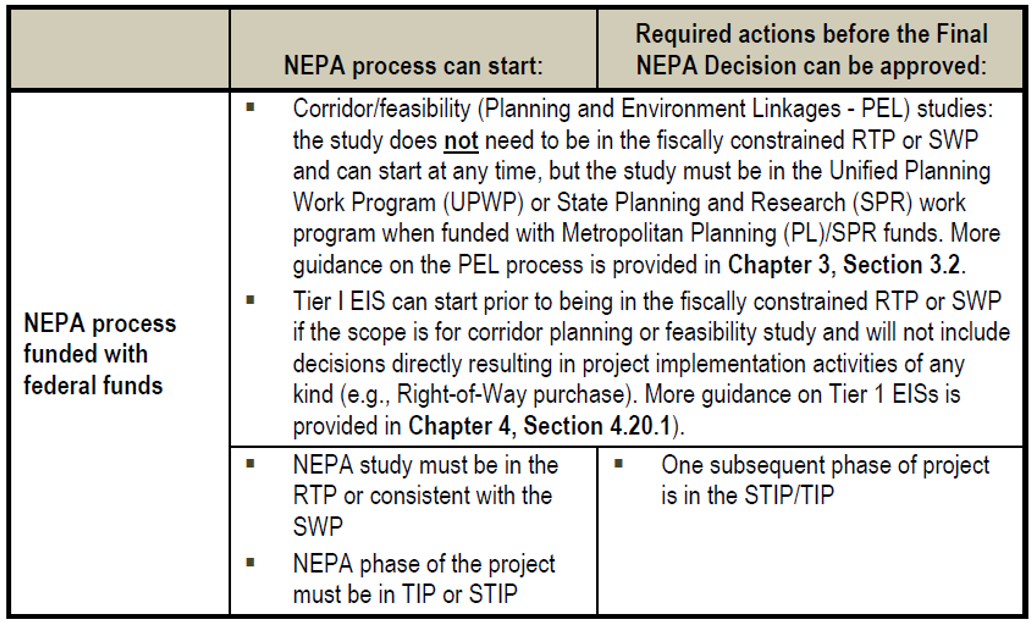 NEPA process can start:
Required actions before the Final
NEPA Decision can be approved:
NEPA process
funded with
federal funds
▪ Corridor/feasibility (Planning and Environment Linkages - PEL) studies:
the study does not need to be in the fiscally constrained RTP or SWP
and can start at any time, but the study must be in the Unified Planning
Work Program (UPWP) or State Planning and Research (SPR) work
program when funded with Metropolitan Planning (PL)/SPR funds. More
guidance on the PEL process is provided in Chapter 3, Section 3.2.
▪ Tier I EIS can start prior to being in the fiscally constrained RTP or SWP
if the scope is for corridor planning or feasibility study and will not include
decisions directly resulting in project implementation activities of any
kind (e.g., Right-of-Way purchase). More guidance on Tier 1 EISs is
provided in Chapter 4, Section 4.20.1).
▪ NEPA study must be in the
RTP or consistent with the
SWP
▪ NEPA phase of the project
must be in TIP or STIP
▪ One subsequent phase of project
is in the STIP/TIP